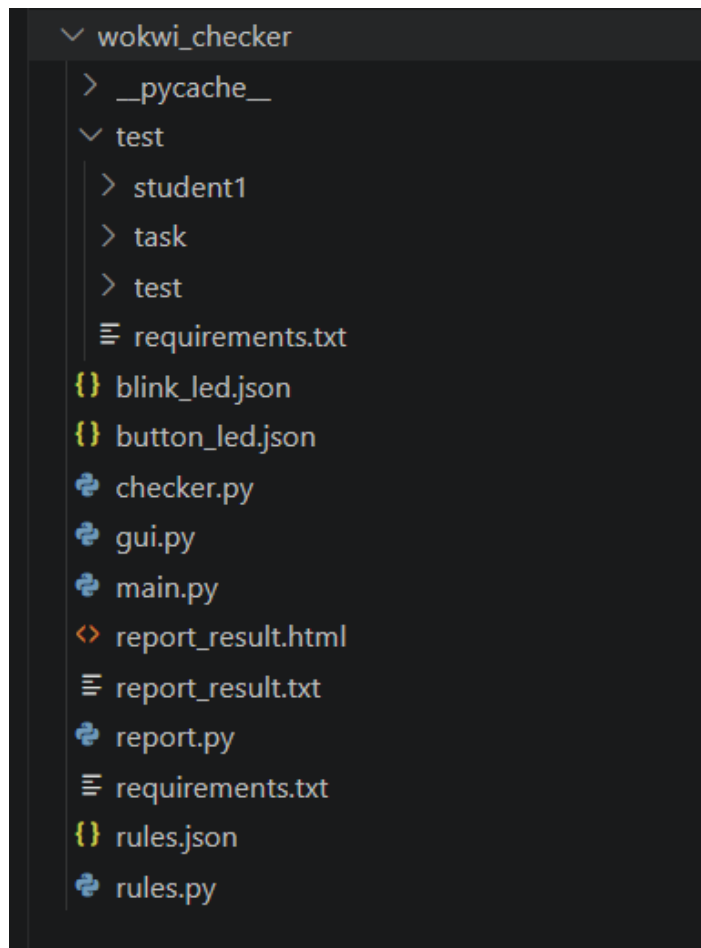 wokwi_checker
__pycache__
test
student1
task
test
requirements.txt
blink_led.json
button_led.json
checker.py
gui.py
main.py
report_result.html
report_result.txt
report.py
requirements.txt
rules.json
rules.py